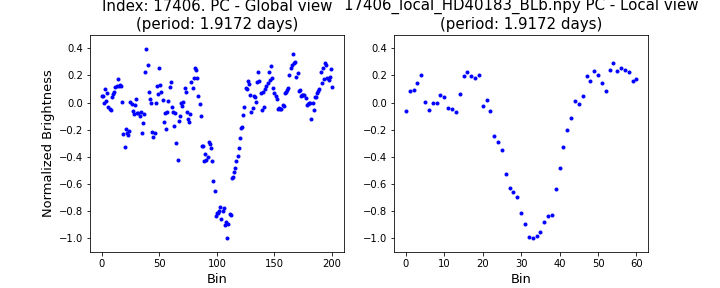 Index: 17406. PC - Global view
(period: 1.9172 days)
17406_local_HD40183_BLb.npy PC - Local view
(period: 1.9172 days)
Normalized Brightness
0.4
0.2
0.0
−0.2
−0.4
−0.6
−0.8
−1.0
0 50 100 150 200
Bin
0.4
0.2
0.0
−0.2
−0.4
−0.6
−0.8
−1.0
0 10 20 30 40 50 60
Bin